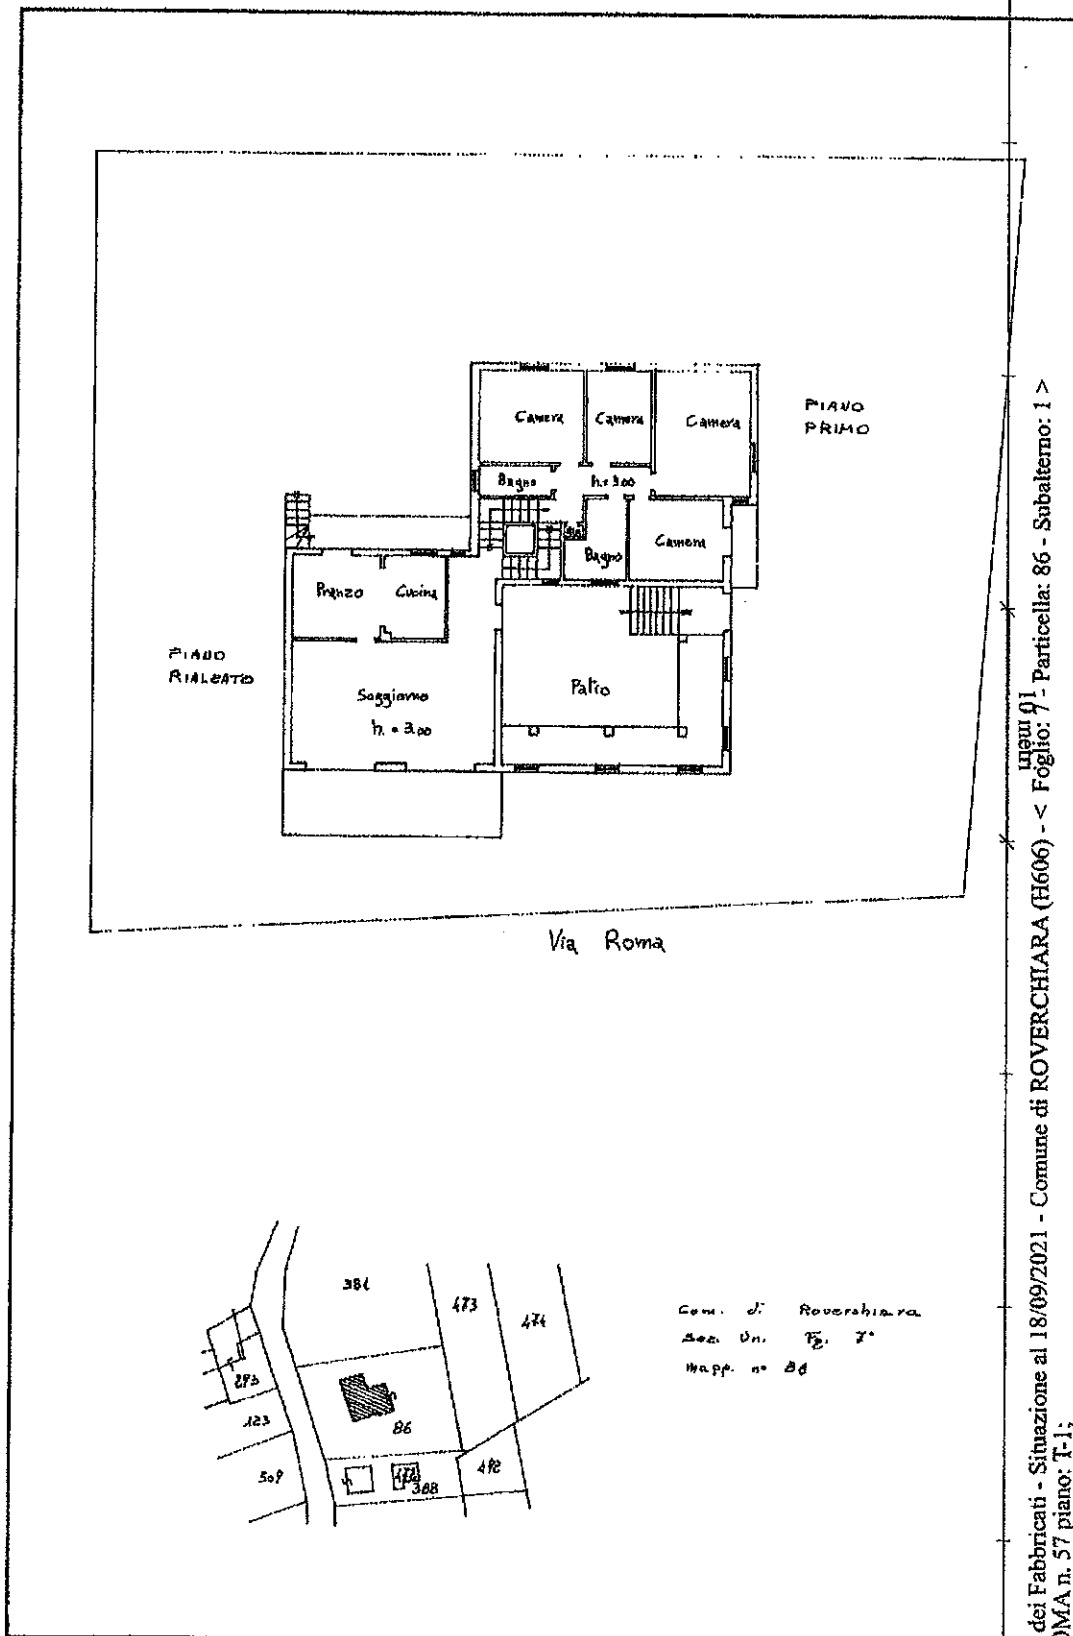 Camera
Camera
Camera
PIANO
PRIMO
Bagno
h. 3.00
Camera
Bagno
Pranzo
Cucina
PIANO
RIALZATO
Soggiorno
h. = 3.00
Patio
Via Roma
381
473
474
293
123
86
509
388
492
Com. di Roverchiara
Sez. Un. Fg. 7°
mapp. n° 86
10 metri
dei Fabbricati - Situazione al 18/09/2021 - Comune di ROVERCHIARA (H606) - < Foglio: 7 - Particella: 86 - Subalterno: 1 >
OMA n. 57 piano: T-1;